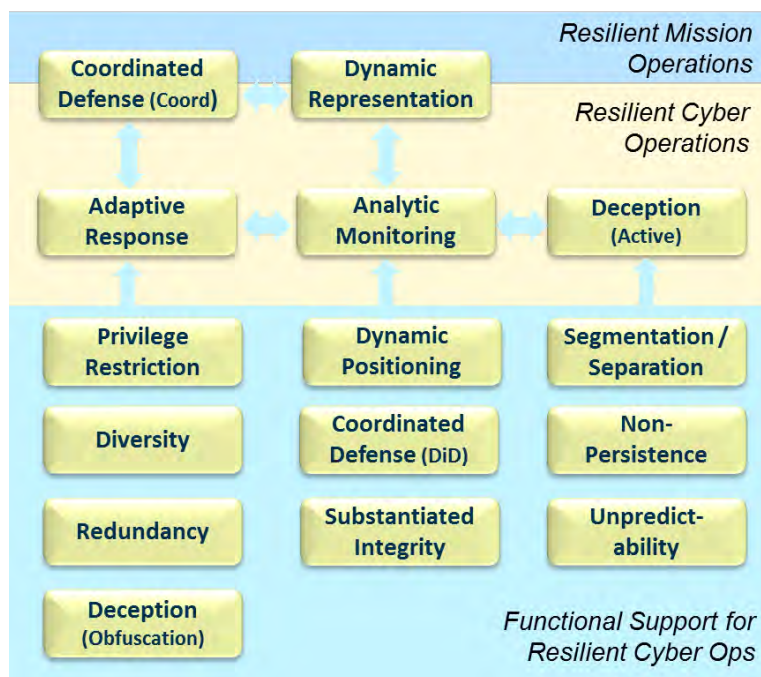 Resilient Mission
Operations
Coordinated
Defense (Coord)
Dynamic
Representation
Resilient Cyber
Operations
Adaptive
Response
Analytic
Monitoring
Deception
(Active)
Privilege
Restriction
Dynamic
Positioning
Segmentation /
Separation
Diversity
Coordinated
Defense (DiD)
Non-
Persistence
Redundancy
Substantiated
Integrity
Unpredict-
ability
Deception
(Obfuscation)
Functional Support for
Resilient Cyber Ops